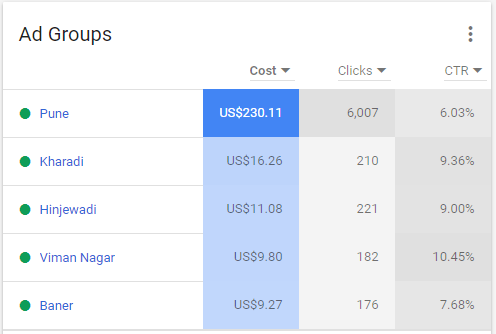 Ad Groups
Cost Clicks CTR
Pune US$230.11 6,007 6.03%
Kharadi US$16.26 210 9.36%
Hinjewadi US$11.08 221 9.00%
Viman Nagar US$9.80 182 10.45%
Baner US$9.27 176 7.68%